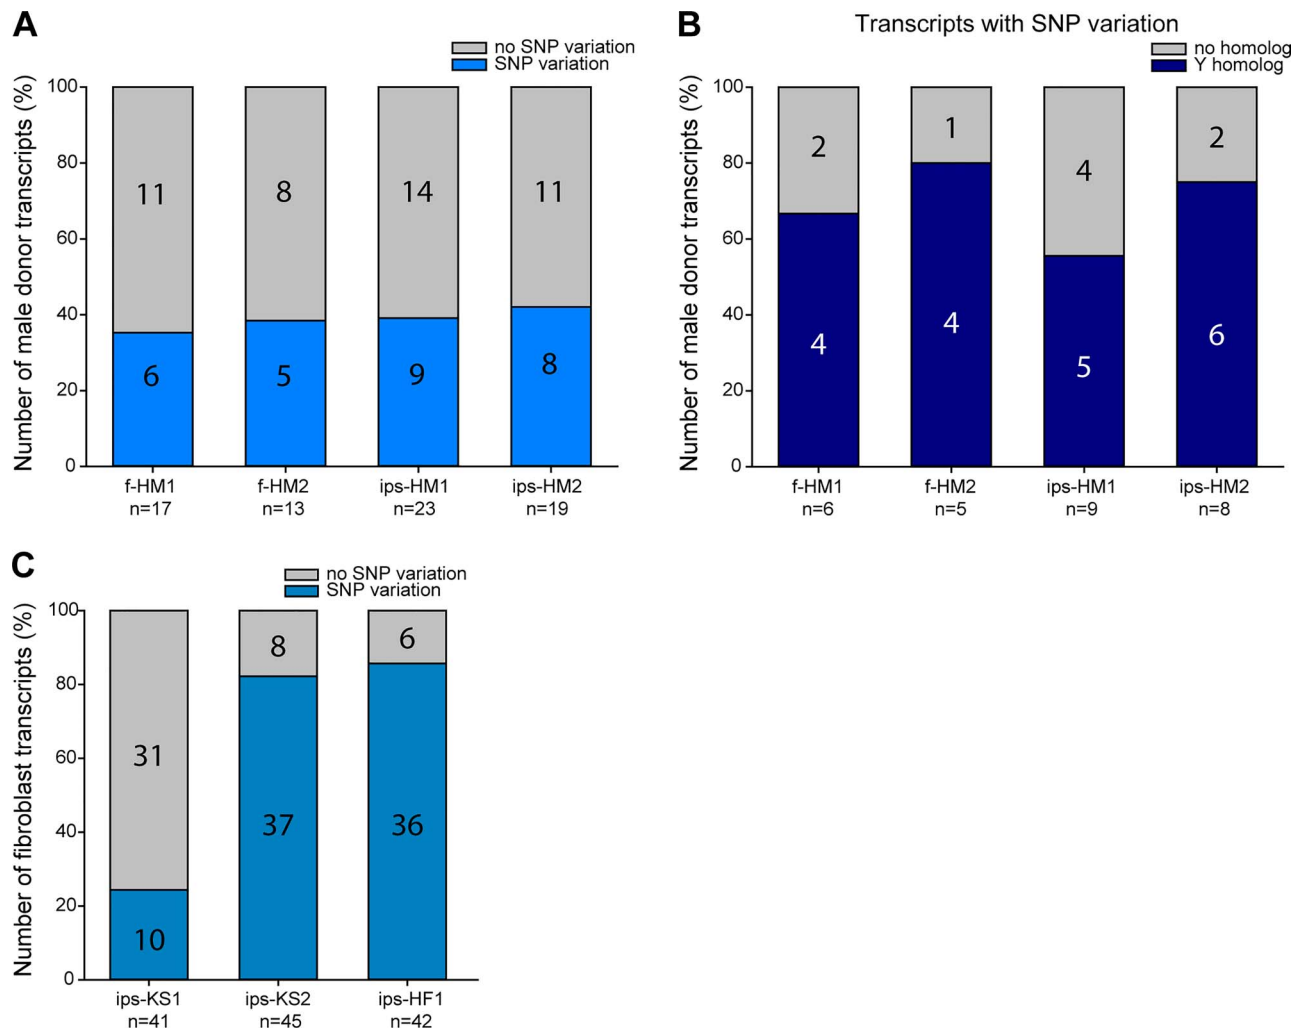 A
no SNP variation
SNP variation
Number of male donor transcripts (%)
100
80
60
40
20
0
11
8
14
11
6
5
9
8
f-HM1
f-HM2
ips-HM1
ips-HM2
n=17
n=13
n=23
n=19
B
Transcripts with SNP variation
no homolog
Y homolog
Number of male donor transcripts (%)
100
80
60
40
20
0
2
1
4
2
4
4
5
6
f-HM1
f-HM2
ips-HM1
ips-HM2
n=6
n=5
n=9
n=8
C
no SNP variation
SNP variation
Number of fibroblast transcripts (%)
100
80
60
40
20
0
31
8
6
10
37
36
ips-KS1
ips-KS2
ips-HF1
n=41
n=45
n=42